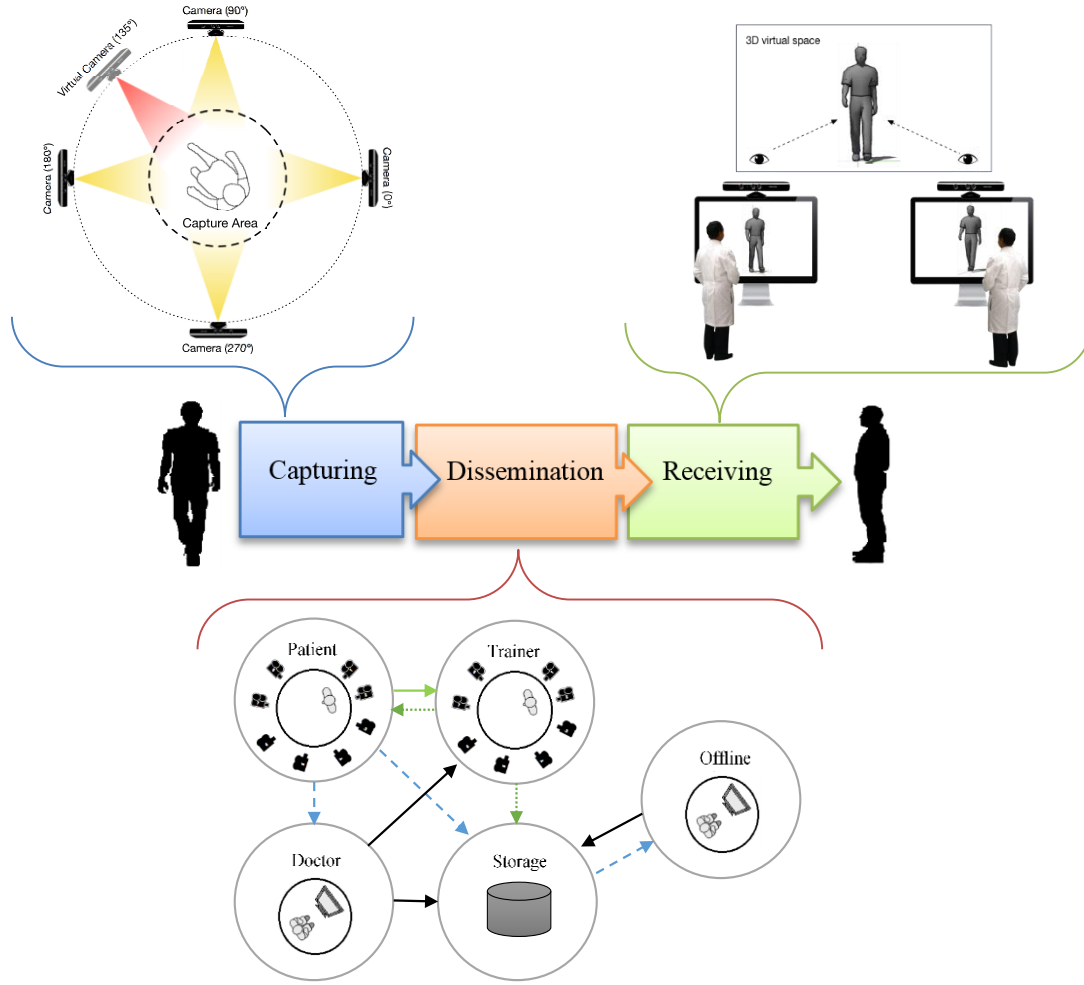 Camera (90º)
Virtual Camera (135º)
Camera (180º)
Camera (0º)
Capture Area
Camera (270º)
3D virtual space
Capturing
Dissemination
Receiving
Patient
Trainer
Offline
Doctor
Storage